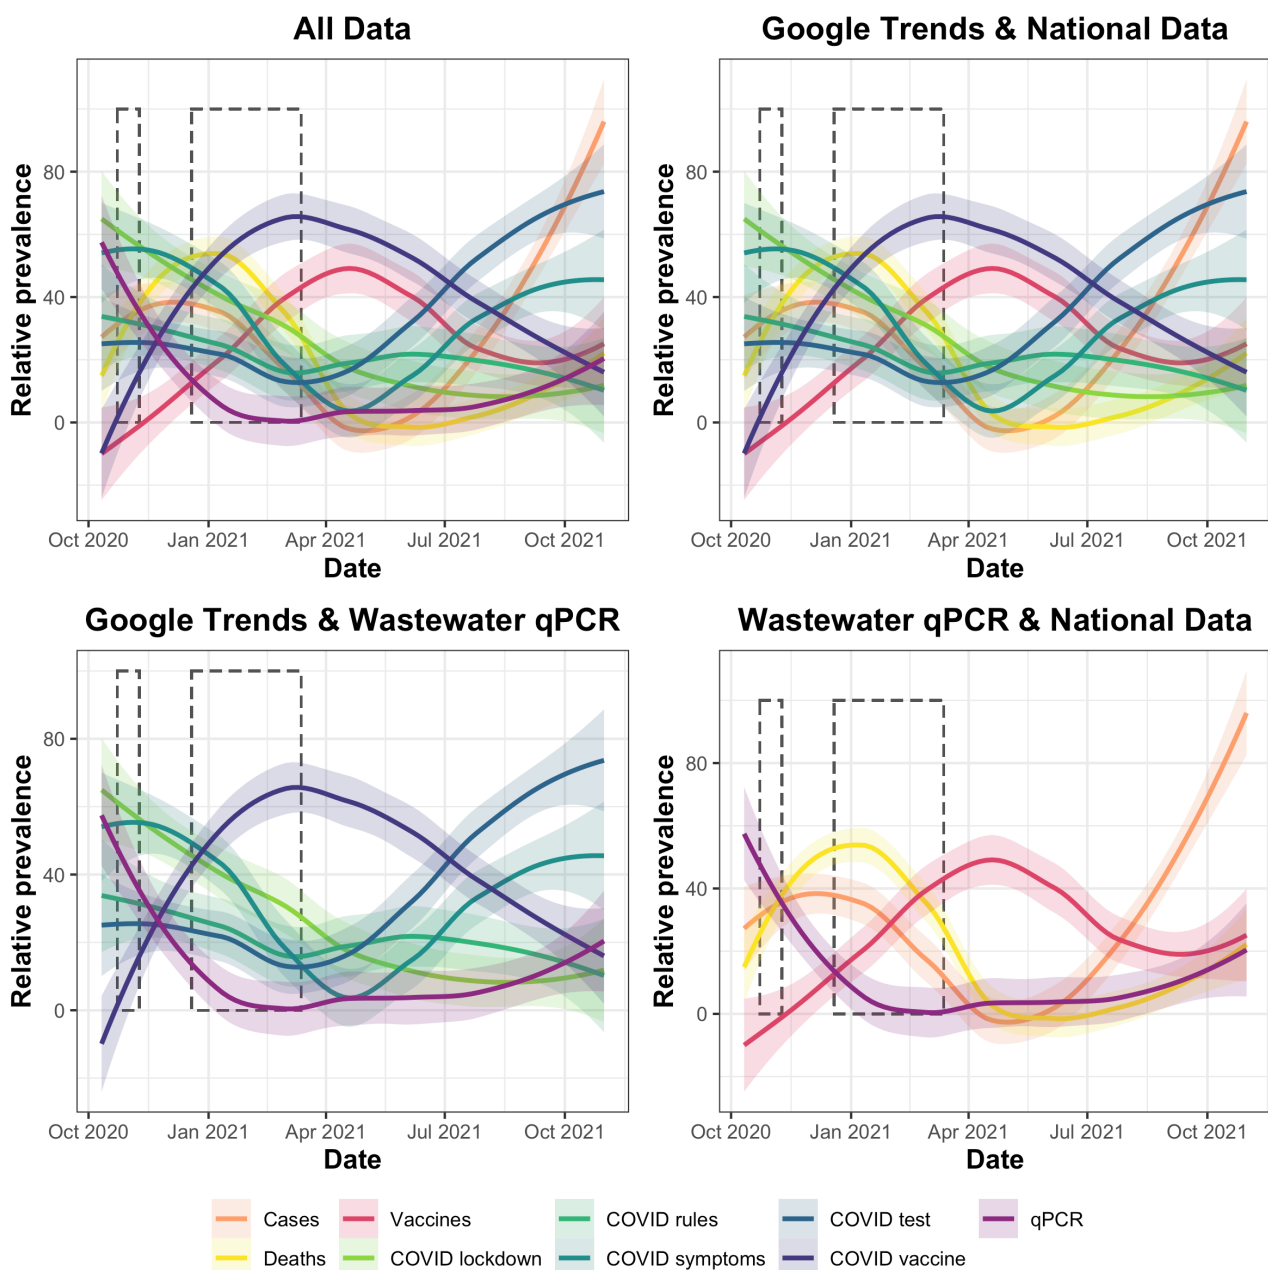 All Data
Google Trends & National Data
Relative prevalence
80
40
0
Oct 2020 Jan 2021 Apr 2021 Jul 2021 Oct 2021
Date
Relative prevalence
80
40
0
Oct 2020 Jan 2021 Apr 2021 Jul 2021 Oct 2021
Date
Google Trends & Wastewater qPCR
Wastewater qPCR & National Data
Relative prevalence
80
40
0
Oct 2020 Jan 2021 Apr 2021 Jul 2021 Oct 2021
Date
Relative prevalence
80
40
0
Oct 2020 Jan 2021 Apr 2021 Jul 2021 Oct 2021
Date
Cases Vaccines COVID rules COVID test qPCR
Deaths COVID lockdown COVID symptoms COVID vaccine